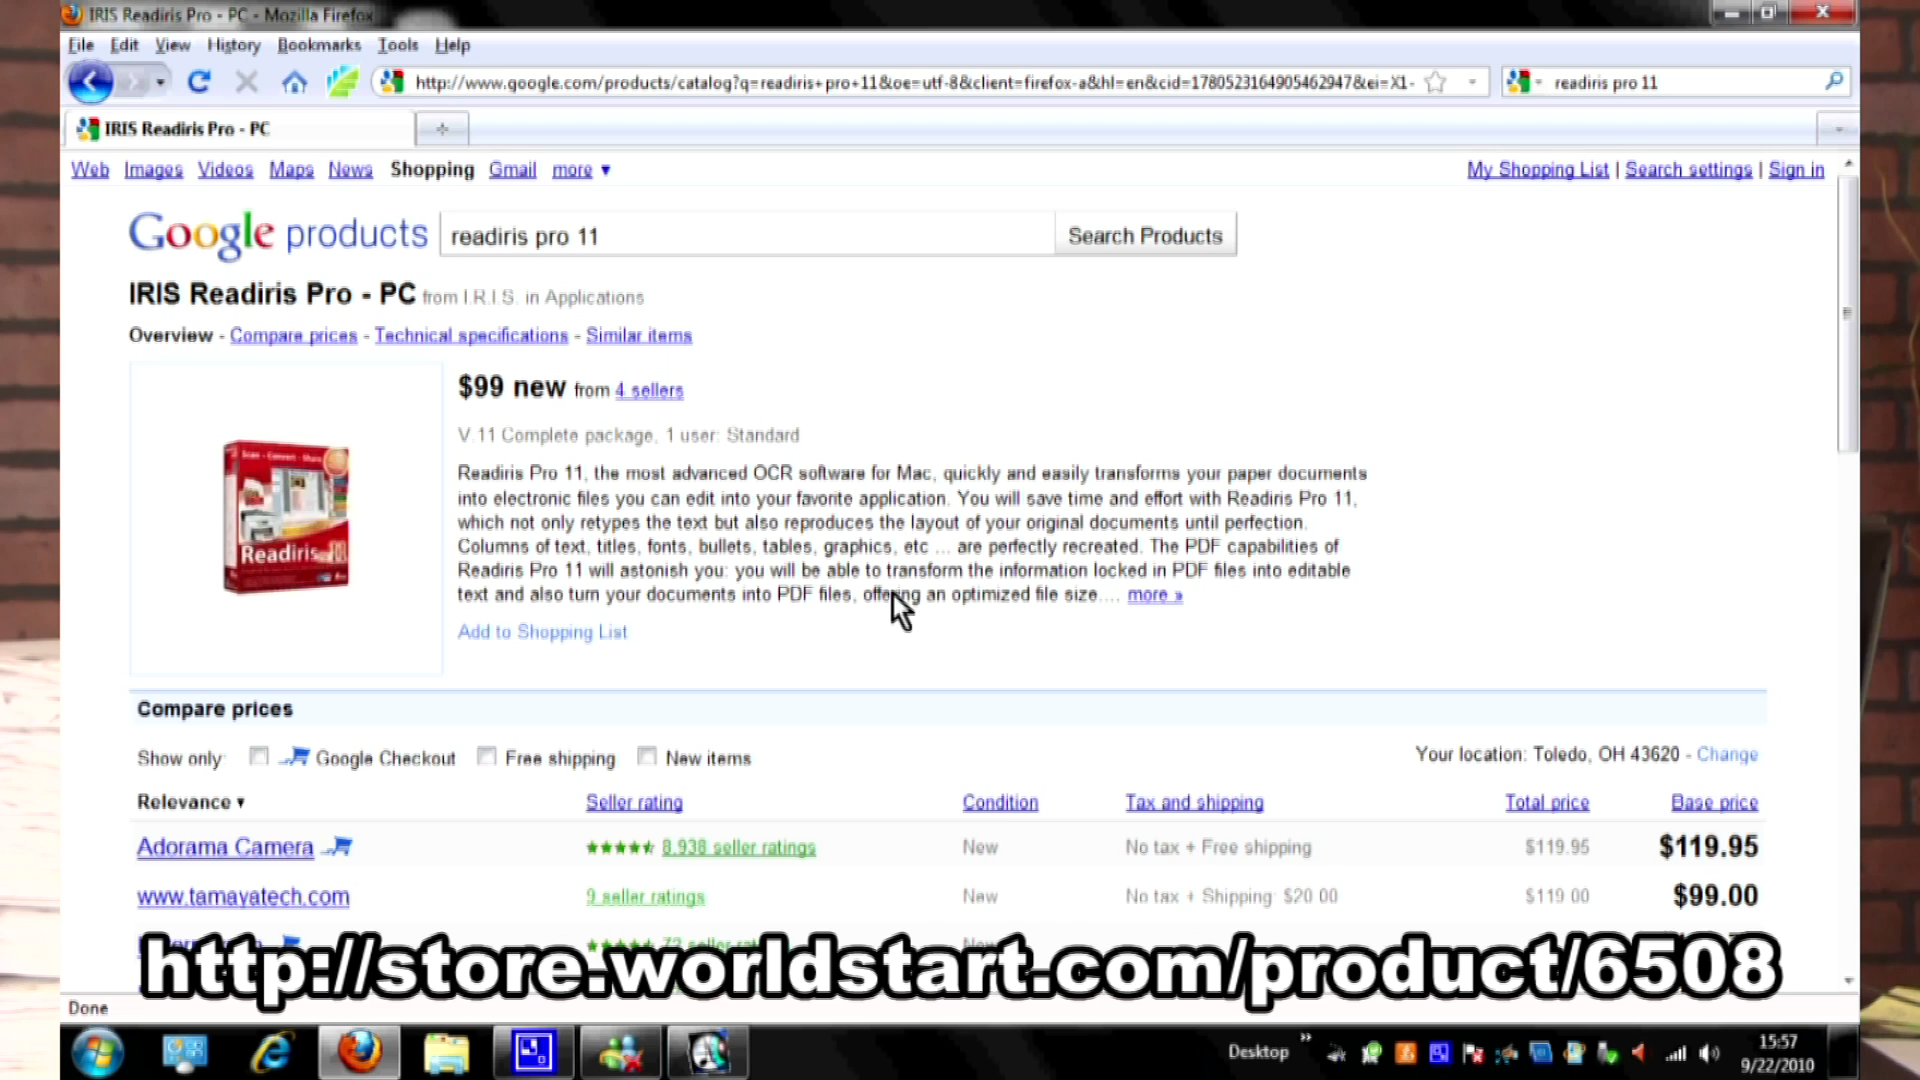 IRIS Readiris Pro - PC - Mozilla Firefox
File Edit View History Bookmarks Tools Help
http://www.google.com/products/catalog?q=readiris+pro+11&oe=utf-8&client=firefox-a&hl=en&cid=1780523164905462947&ei=X1- readiris pro 11
IRIS Readiris Pro - PC
Web Images Videos Maps News Shopping Gmail more ▼ My Shopping List | Search settings | Sign in
Google products readiris pro 11 Search Products
IRIS Readiris Pro - PC from I.R.I.S. in Applications
Overview - Compare prices - Technical specifications - Similar items
$99 new from 4 sellers
V.11 Complete package, 1 user: Standard
Readiris Pro 11, the most advanced OCR software for Mac, quickly and easily transforms your paper documents
into electronic files you can edit into your favorite application. You will save time and effort with Readiris Pro 11,
which not only retypes the text but also reproduces the layout of your original documents until perfection.
Columns of text, titles, fonts, bullets, tables, graphics, etc ... are perfectly recreated. The PDF capabilities of
Readiris Pro 11 will astonish you: you will be able to transform the information locked in PDF files into editable
text and also turn your documents into PDF files, offering an optimized file size.... more »
Add to Shopping List
Scan - Convert - Share
Readiris
Compare prices
Show only: Google Checkout Free shipping New items Your location: Toledo, OH 43620 - Change
Relevance ▾ Seller rating Condition Tax and shipping Total price Base price
Adorama Camera 8,938 seller ratings New No tax + Free shipping $119.95 $119.95
www.tamayatech.com 9 seller ratings New No tax + Shipping: $20.00 $119.00 $99.00
http://store.worldstart.com/product/6508
Done
Desktop » 15:57
9/22/2010